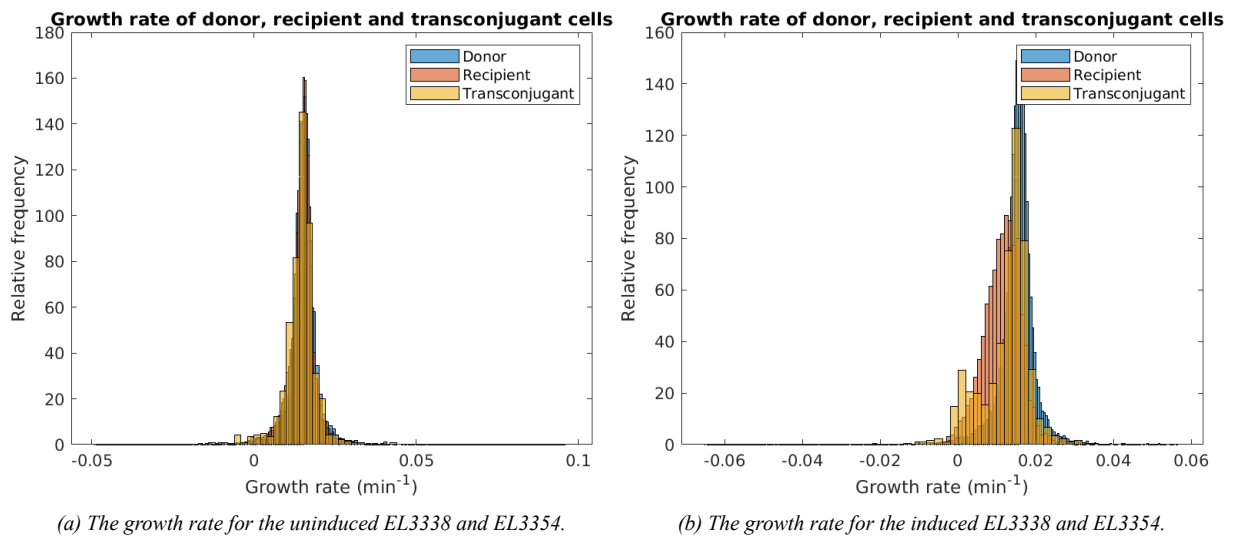 Growth rate of donor, recipient and transconjugant cells
180
160
140
120
100
80
60
40
20
0
Relative frequency
Donor
Recipient
Transconjugant
-0.05
0
0.05
0.1
Growth rate (min-1)
(a) The growth rate for the uninduced EL3338 and EL3354.
Growth rate of donor, recipient and transconjugant cells
160
140
120
100
80
60
40
20
0
Relative frequency
Donor
Recipient
Transconjugant
-0.06
-0.04
-0.02
0
0.02
0.04
0.06
Growth rate (min-1)
(b) The growth rate for the induced EL3338 and EL3354.